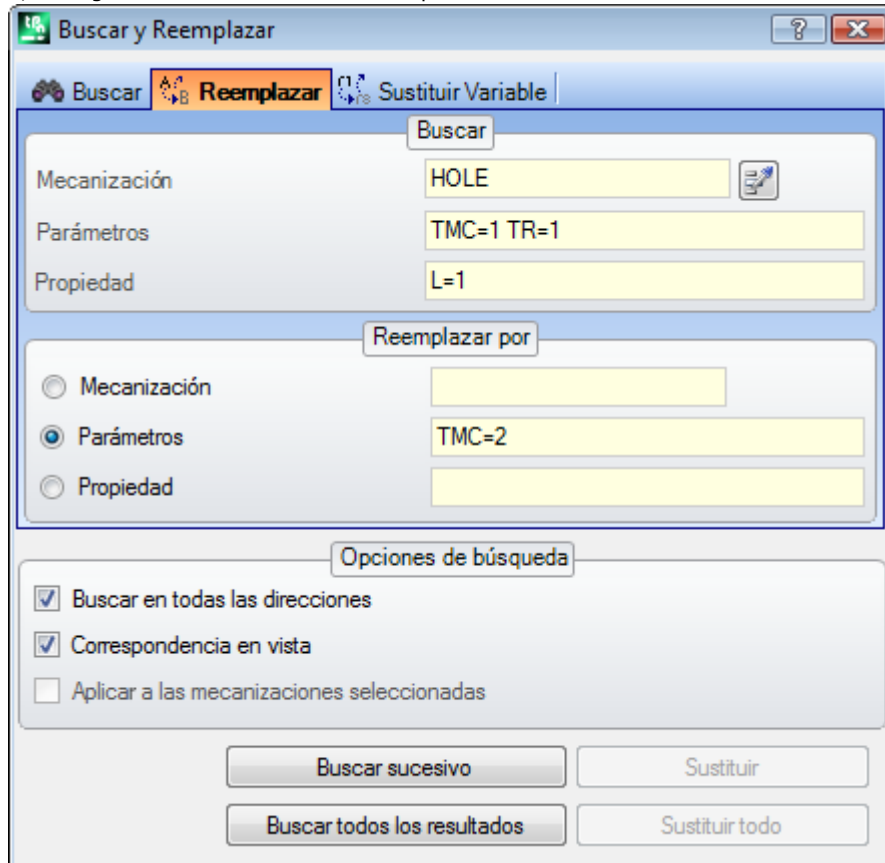 Buscar y Reemplazar
Buscar Reemplazar Sustituir Variable
Buscar
Mecanización HOLE
Parámetros TMC=1 TR=1
Propiedad L=1
Reemplazar por
Mecanización
Parámetros TMC=2
Propiedad
Opciones de búsqueda
Buscar en todas las direcciones
Correspondencia en vista
Aplicar a las mecanizaciones seleccionadas
Buscar sucesivo Sustituir
Buscar todos los resultados Sustituir todo